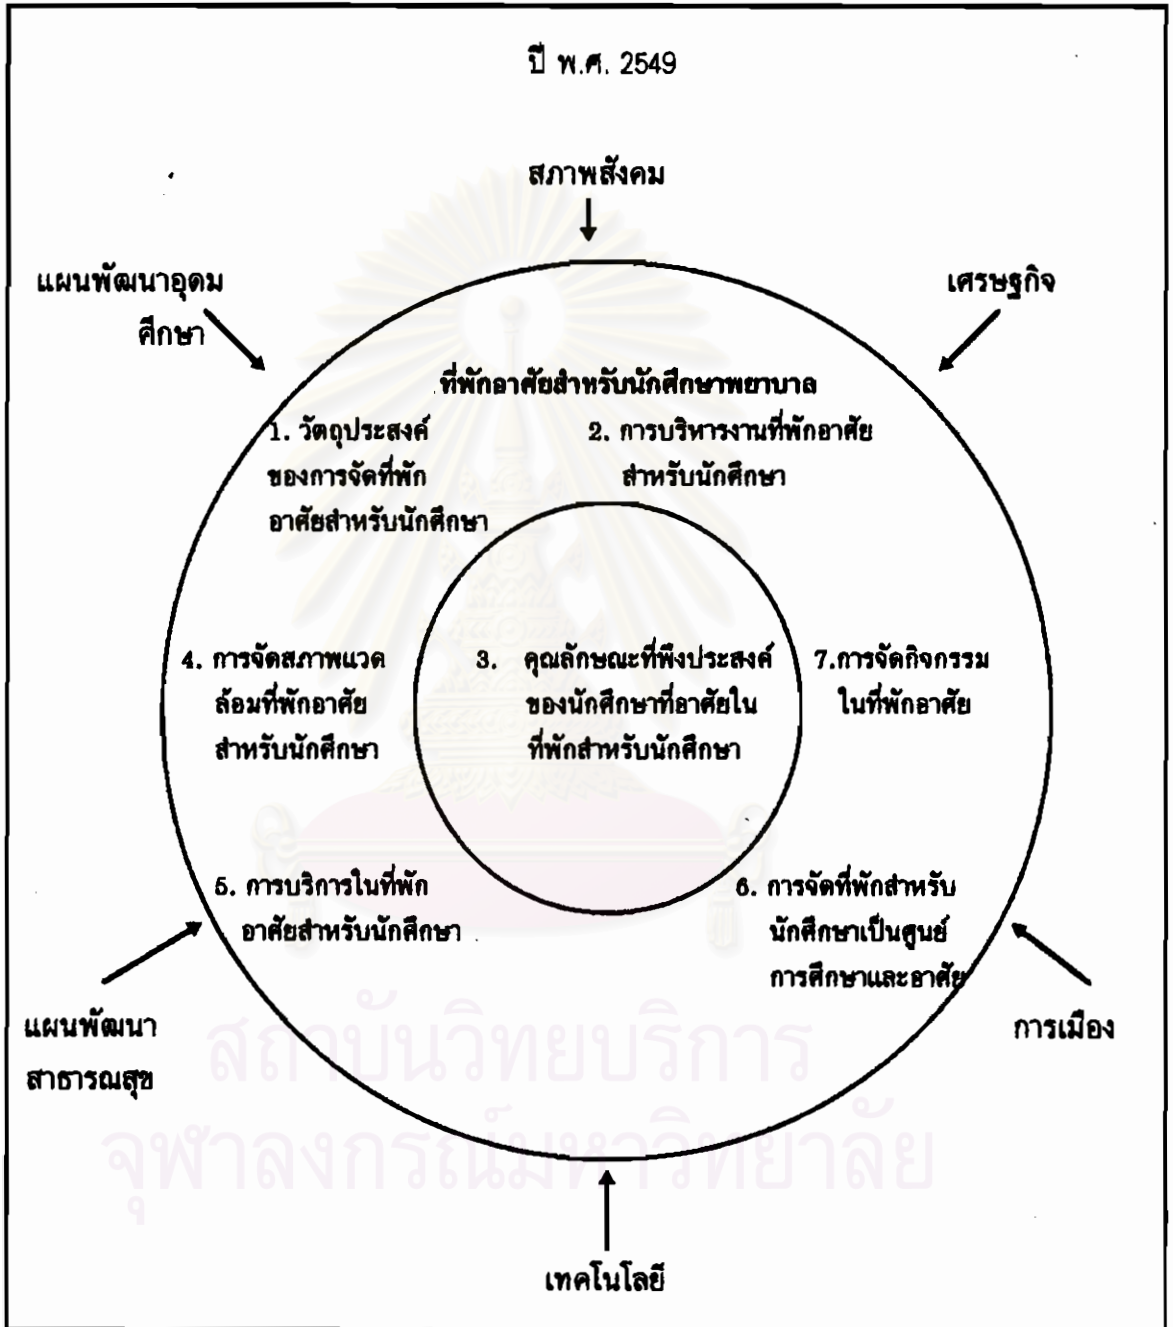 ปี พ.ศ. 2549
สภาพสังคม
แผนพัฒนาอุดม
ศึกษา
เศรษฐกิจ
ที่พักอาศัยสำหรับนักศึกษาพยาบาล
1. วัตถุประสงค์
ของการจัดที่พัก
อาศัยสำหรับนักศึกษา
2. การบริหารงานที่พักอาศัย
สำหรับนักศึกษา
4. การจัดสภาพแวด
ล้อมที่พักอาศัย
สำหรับนักศึกษา
3. คุณลักษณะที่พึงประสงค์
ของนักศึกษาที่อาศัยใน
ที่พักสำหรับนักศึกษา
7.การจัดกิจกรรม
ในที่พักอาศัย
5. การบริการในที่พัก
อาศัยสำหรับนักศึกษา
6. การจัดที่พักสำหรับ
นักศึกษาเป็นศูนย์
การศึกษาและอาศัย
แผนพัฒนา
สาธารณสุข
การเมือง
สถาบันวิทยบริการ
จุฬาลงกรณ์มหาวิทยาลัย
เทคโนโลยี